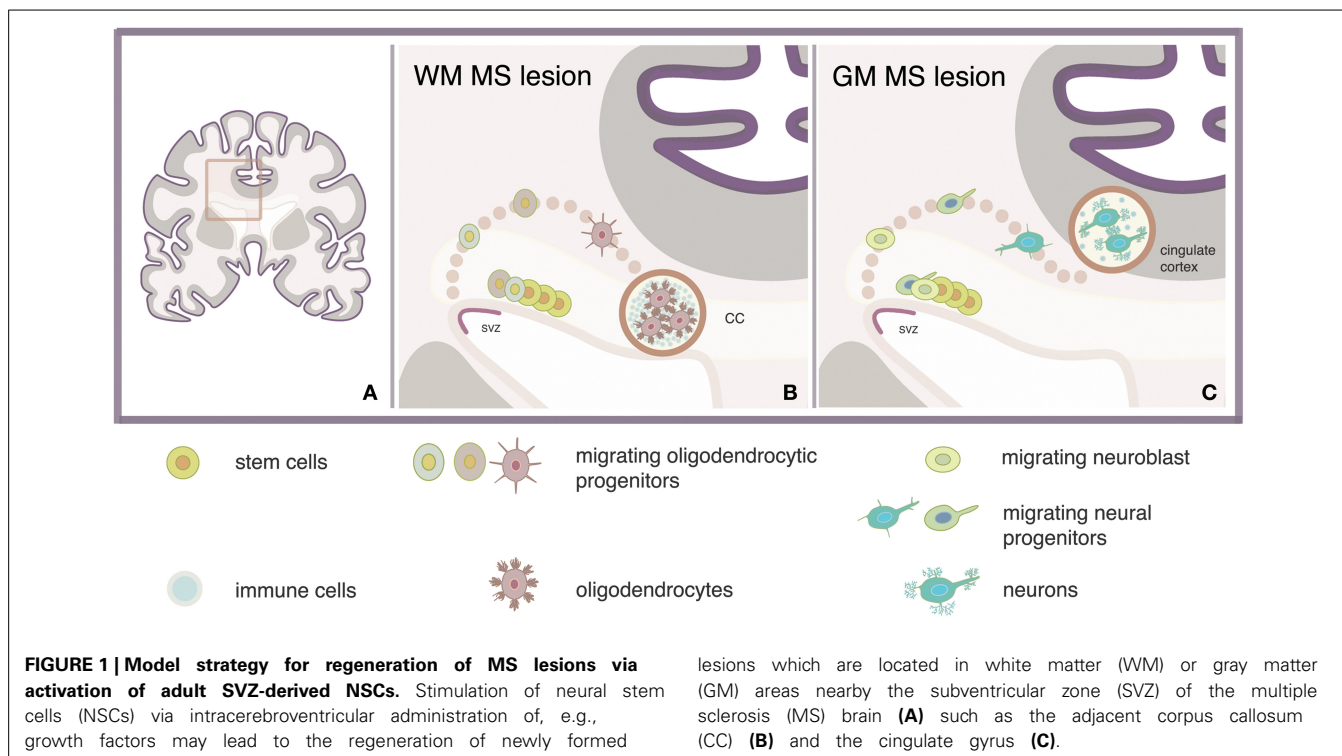 WM MS lesion
GM MS lesion
SVZ
CC
SVZ
cingulate
cortex
A
B
C
stem cells
migrating oligodendrocytic
progenitors
migrating neuroblast
migrating neural
progenitors
immune cells
oligodendrocytes
neurons
FIGURE 1 | Model strategy for regeneration of MS lesions via
activation of adult SVZ-derived NSCs. Stimulation of neural stem
cells (NSCs) via intracerebroventricular administration of, e.g.,
growth factors may lead to the regeneration of newly formed
lesions which are located in white matter (WM) or gray matter
(GM) areas nearby the subventricular zone (SVZ) of the multiple
sclerosis (MS) brain (A) such as the adjacent corpus callosum
(CC) (B) and the cingulate gyrus (C).